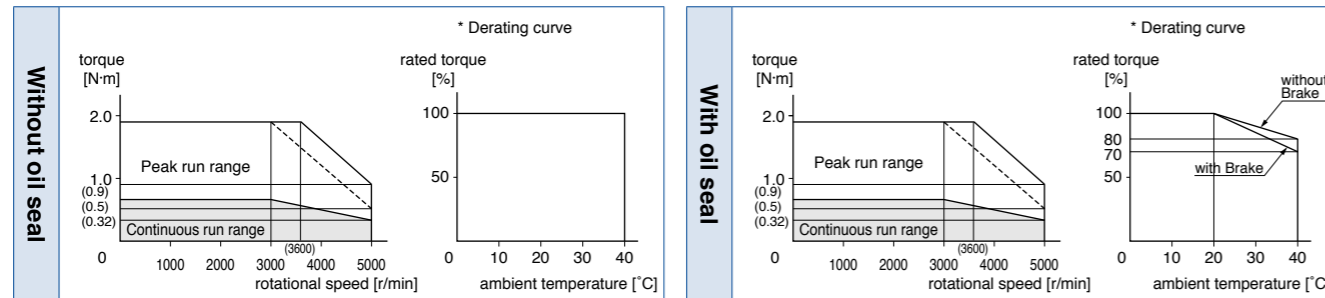 Without oil seal
* Derating curve
torque
[N·m]
rated torque
[%]
2.0
1.0
(0.9)
(0.5)
(0.32)
0
Peak run range
Continuous run range
1000 2000 3000 4000 5000
(3600)
rotational speed [r/min]
100
50
0 10 20 30 40
ambient temperature [˚C]
With oil seal
* Derating curve
torque
[N·m]
rated torque
[%]
2.0
1.0
(0.9)
(0.5)
(0.32)
0
Peak run range
Continuous run range
1000 2000 3000 4000 5000
(3600)
rotational speed [r/min]
without
Brake
100
80
70
50
with Brake
0 10 20 30 40
ambient temperature [˚C]